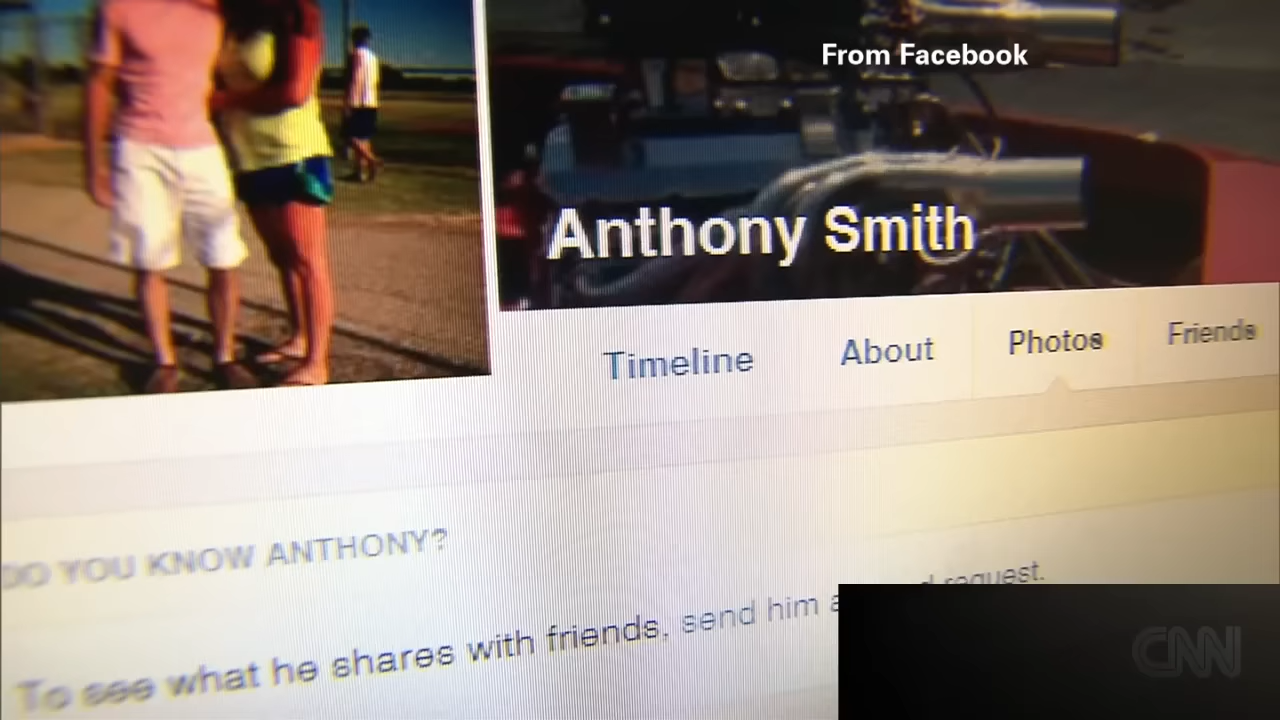 From Facebook
Anthony Smith
Timeline About Photos Friends
DO YOU KNOW ANTHONY?
To see what he shares with friends, send him a request.
CNN